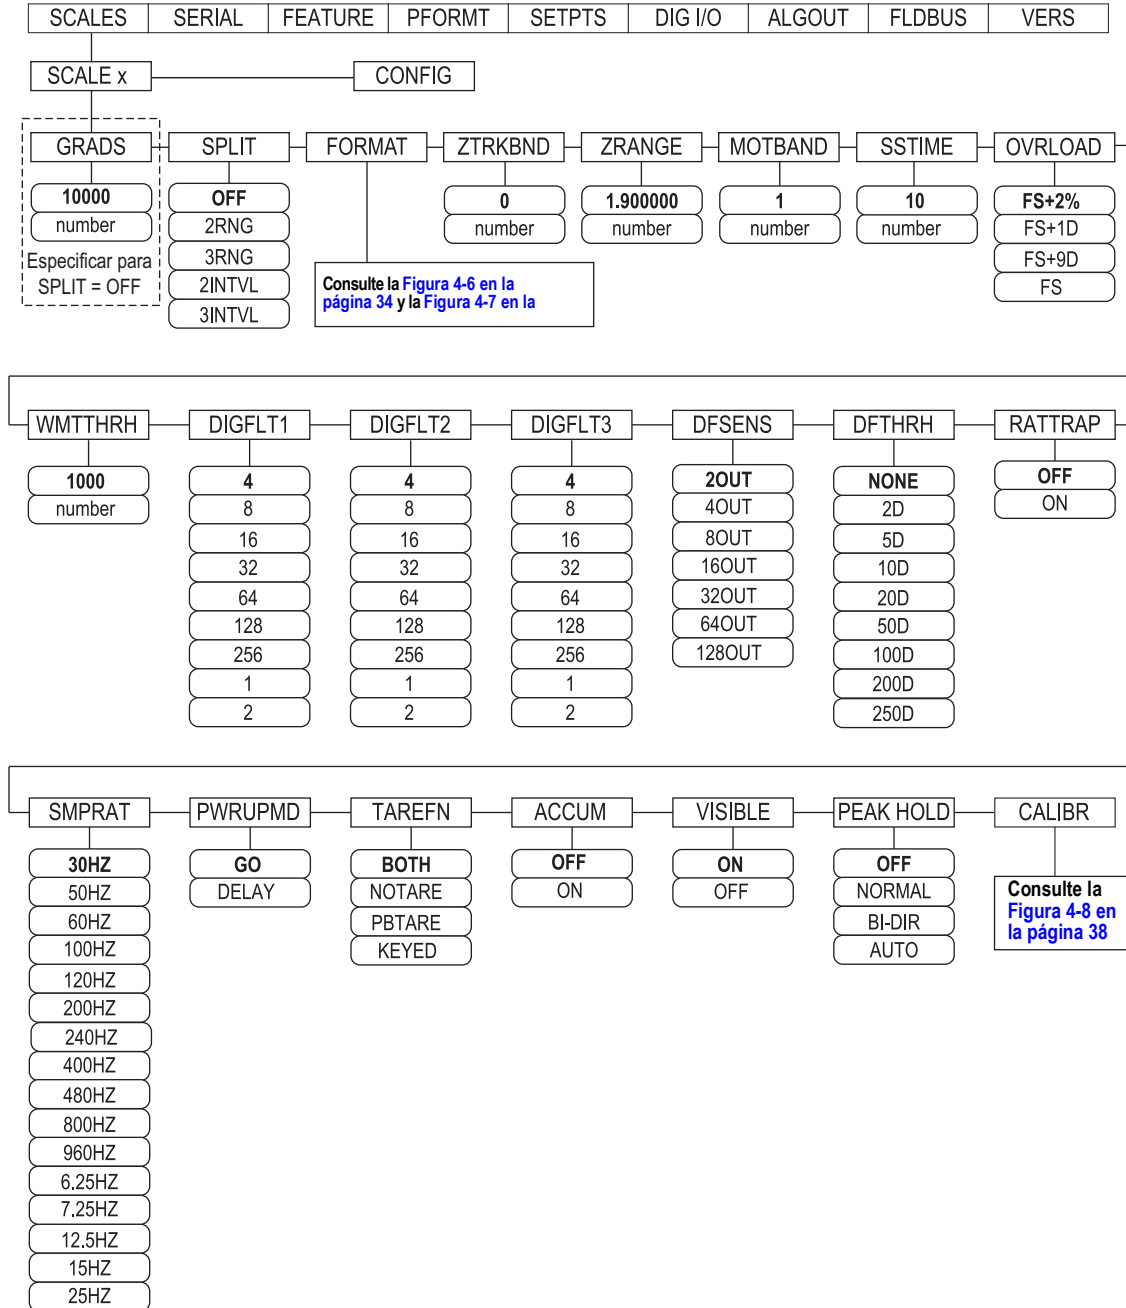 SCALES SERIAL FEATURE PFORMT SETPTS DIG I/O ALGOUT FLDBUS VERS
SCALE x CONFIG
GRADS SPLIT FORMAT ZTRKBND ZRANGE MOTBAND SSTIME OVRLOAD
10000
number
Especificar para
SPLIT = OFF
OFF
2RNG
3RNG
2INTVL
3INTVL
Consulte la Figura 4-6 en la
página 34 y la Figura 4-7 en la
0
number
1.900000
number
1
number
10
number
FS+2%
FS+1D
FS+9D
FS
WMTTHRH DIGFLT1 DIGFLT2 DIGFLT3 DFSENS DFTHRH RATTRAP
1000
number
4
8
16
32
64
128
256
1
2
4
8
16
32
64
128
256
1
2
4
8
16
32
64
128
256
1
2
2OUT
4OUT
8OUT
16OUT
32OUT
64OUT
128OUT
NONE
2D
5D
10D
20D
50D
100D
200D
250D
OFF
ON
SMPRAT PWRUPMD TAREFN ACCUM VISIBLE PEAK HOLD CALIBR
30HZ
50HZ
60HZ
100HZ
120HZ
200HZ
240HZ
400HZ
480HZ
800HZ
960HZ
6.25HZ
7.25HZ
12.5HZ
15HZ
25HZ
GO
DELAY
BOTH
NOTARE
PBTARE
KEYED
OFF
ON
ON
OFF
OFF
NORMAL
BI-DIR
AUTO
Consulte la
Figura 4-8 en
la página 38